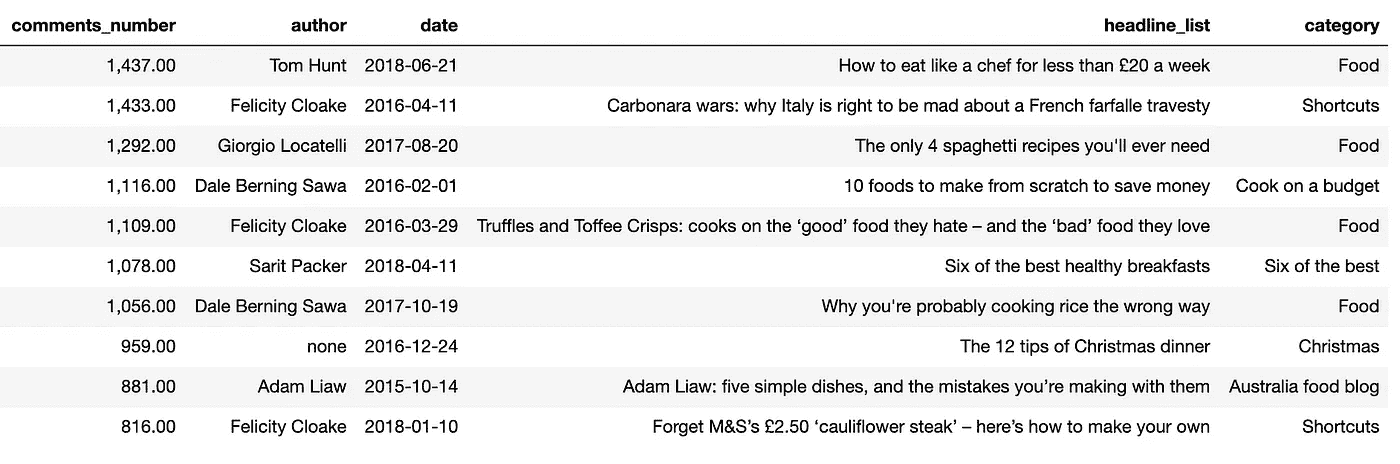 comments_number author date headline_list category
1,437.00 Tom Hunt 2018-06-21 How to eat like a chef for less than £20 a week Food
1,433.00 Felicity Cloake 2016-04-11 Carbonara wars: why Italy is right to be mad about a French farfalle travesty Shortcuts
1,292.00 Giorgio Locatelli 2017-08-20 The only 4 spaghetti recipes you'll ever need Food
1,116.00 Dale Berning Sawa 2016-02-01 10 foods to make from scratch to save money Cook on a budget
1,109.00 Felicity Cloake 2016-03-29 Truffles and Toffee Crisps: cooks on the ‘good’ food they hate – and the ‘bad’ food they love Food
1,078.00 Sarit Packer 2018-04-11 Six of the best healthy breakfasts Six of the best
1,056.00 Dale Berning Sawa 2017-10-19 Why you're probably cooking rice the wrong way Food
959.00 none 2016-12-24 The 12 tips of Christmas dinner Christmas
881.00 Adam Liaw 2015-10-14 Adam Liaw: five simple dishes, and the mistakes you’re making with them Australia food blog
816.00 Felicity Cloake 2018-01-10 Forget M&S’s £2.50 ‘cauliflower steak’ – here’s how to make your own Shortcuts